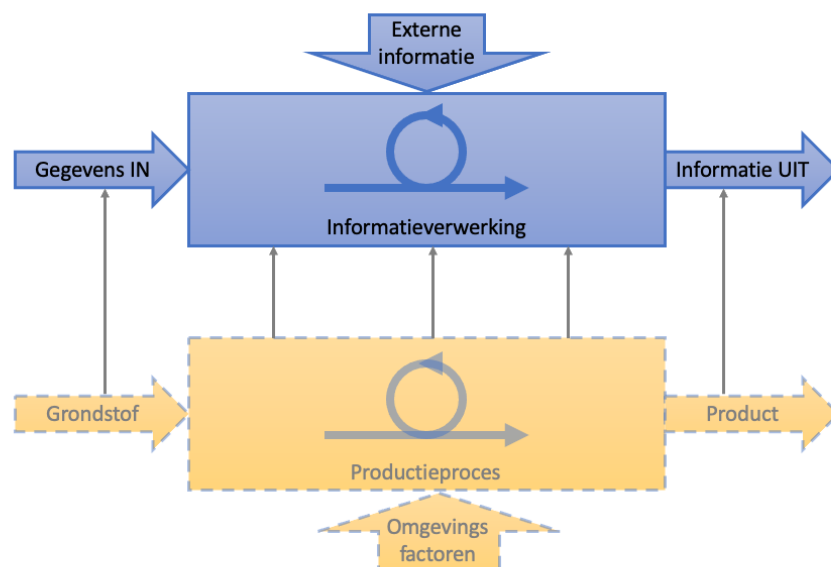 Externe
informatie
Gegevens IN
Informatie UIT
Informatieverwerking
Grondstof
Product
Productieproces
Omgevings
factoren